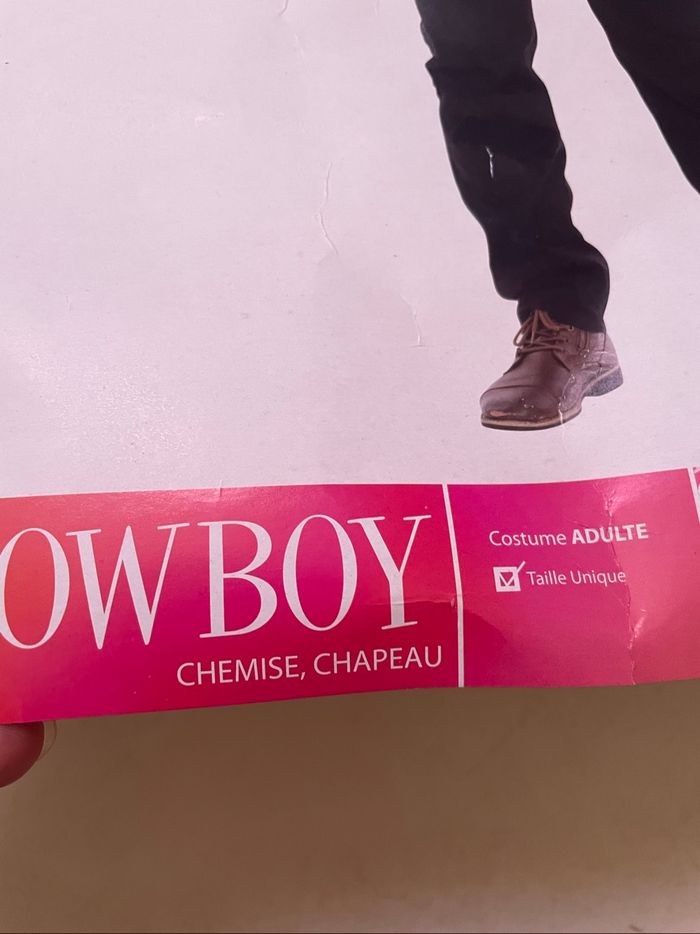 OWBOY
CHEMISE, CHAPEAU
Costume ADULTE
Taille Unique